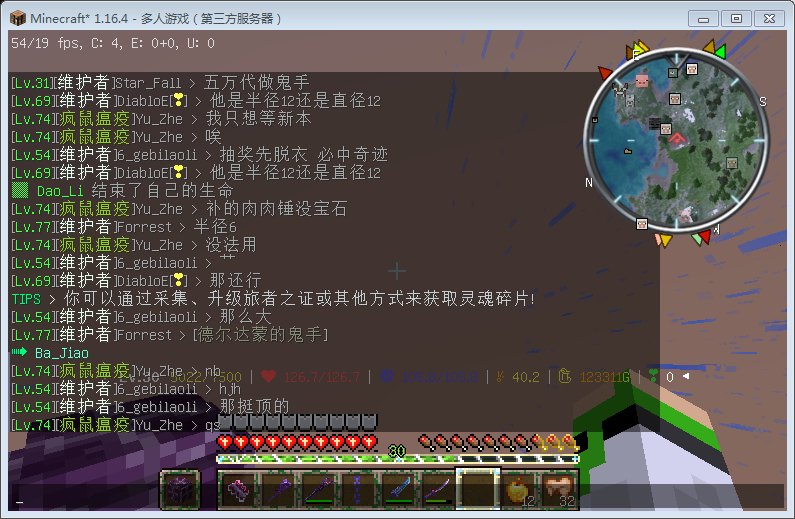 Minecraft* 1.16.4 - 多人游戏（第三方服务器）
54/19 fps, C: 4, E: 0+0, U: 0
[Lv.31][维护者]Star_Fall > 五万代做鬼手
[Lv.69][维护者]DiabloE[❣] > 他是半径12还是直径12
[Lv.74][疯鼠瘟疫]Yu_Zhe > 我只想等新本
[Lv.74][疯鼠瘟疫]Yu_Zhe > 唉
[Lv.54][维护者]6_gebilaoli > 抽奖先脱衣 必中奇迹
[Lv.69][维护者]DiabloE[❣] > 他是半径12还是直径12
Dao_Li 结束了自己的生命
[Lv.74][疯鼠瘟疫]Yu_Zhe > 补的肉肉锤没宝石
[Lv.77][维护者]Forrest > 半径6
[Lv.74][疯鼠瘟疫]Yu_Zhe > 没法用
[Lv.54][维护者]6_gebilaoli > 艹
[Lv.69][维护者]DiabloE[❣] > 那还行
TIPS > 你可以通过采集、升级旅者之证或其他方式来获取灵魂碎片!
[Lv.54][维护者]6_gebilaoli > 那么大
[Lv.77][维护者]Forrest > [德尔达蒙的鬼手]
➠ Ba_Jiao
[Lv.74][疯鼠瘟疫]Yu_Zhe > nb
126.7/126.7 | 40.2 | 123311G | 0
[Lv.54][维护者]6_gebilaoli > hjh
[Lv.54][维护者]6_gebilaoli > 那挺顶的
[Lv.74][疯鼠瘟疫]Yu_Zhe > qs
E
S
N
80
12
32